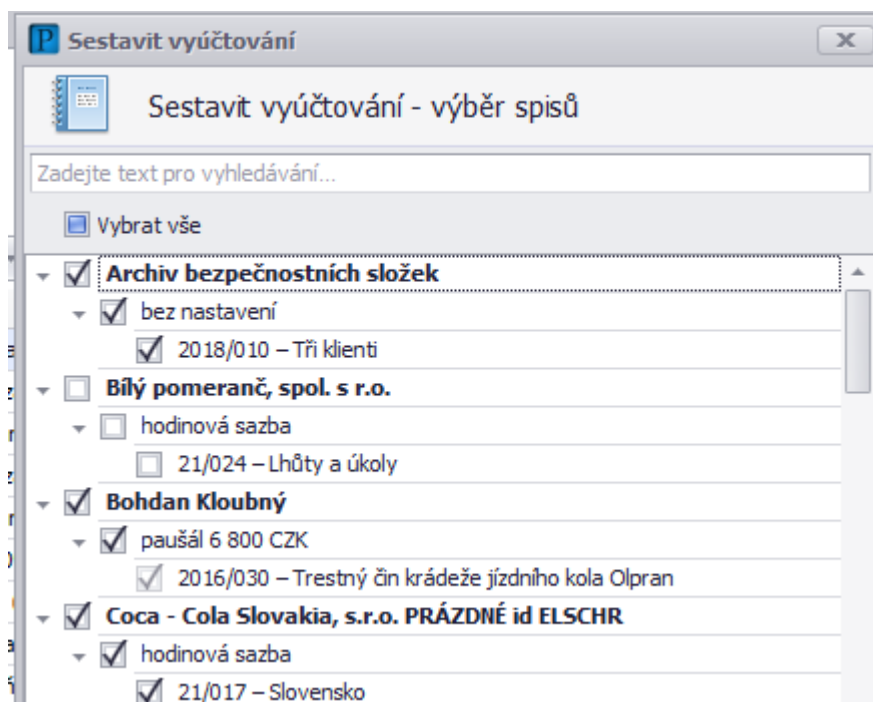 Sestavit vyúčtování
Sestavit vyúčtování - výběr spisů
Zadejte text pro vyhledávání...
Vybrat vše
Archiv bezpečnostních složek
bez nastavení
2018/010 – Tři klienti
Bílý pomeranč, spol. s r.o.
hodinová sazba
21/024 – Lhůty a úkoly
Bohdan Kloubný
paušál 6 800 CZK
2016/030 – Trestný čin krádeže jízdního kola Olpran
Coca - Cola Slovakia, s.r.o. PRÁZDNÉ id ELSCHR
hodinová sazba
21/017 – Slovensko